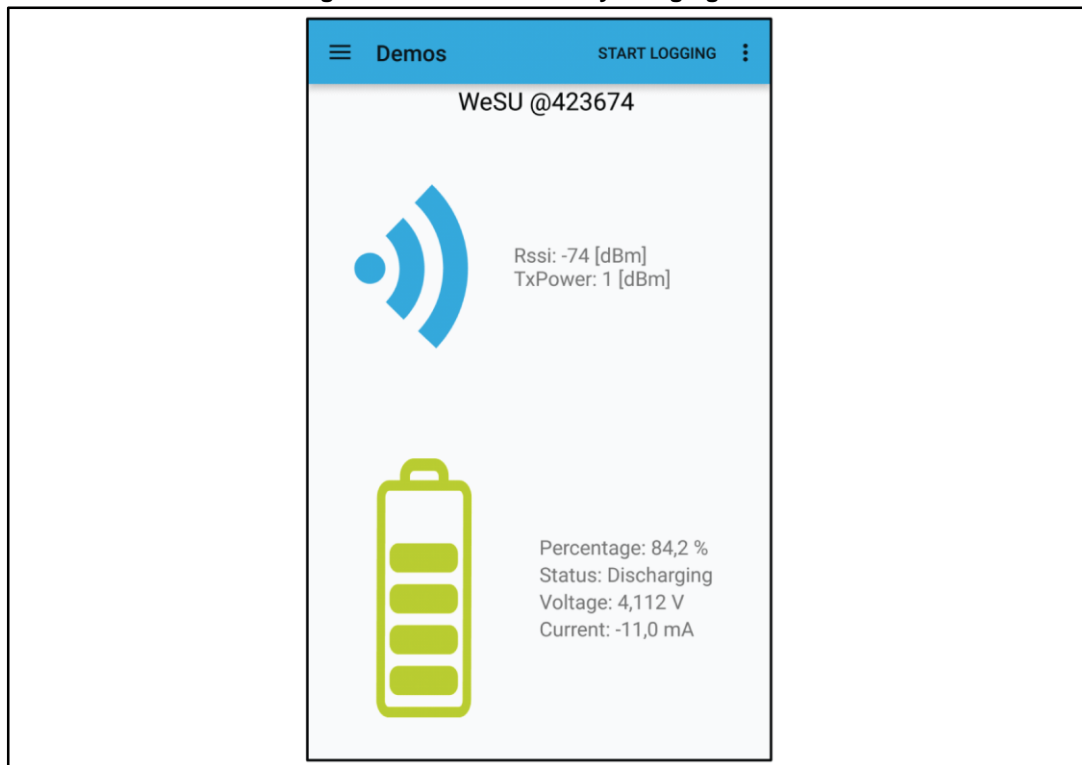 Demos
START LOGGING
WeSU @423674
Rssi: -74 [dBm]
TxPower: 1 [dBm]
Percentage: 84,2 %
Status: Discharging
Voltage: 4,112 V
Current: -11,0 mA